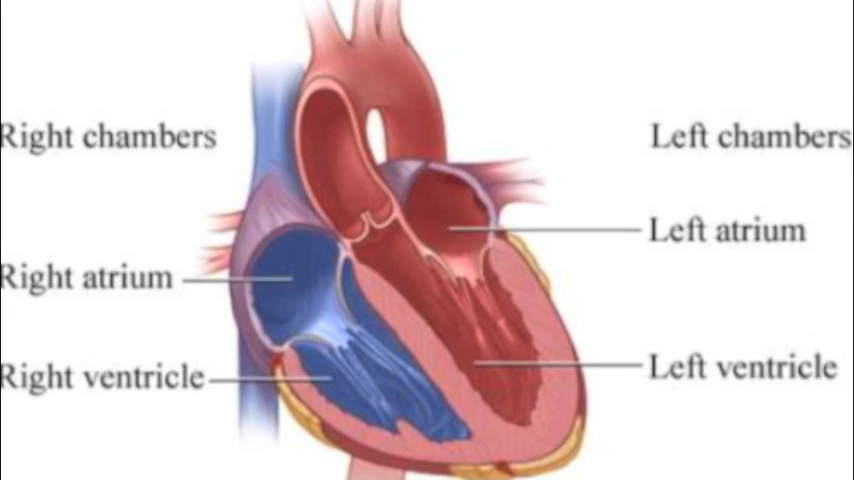 Right chambers
Left chambers
Left atrium
Right atrium
Left ventricle
Right ventricle